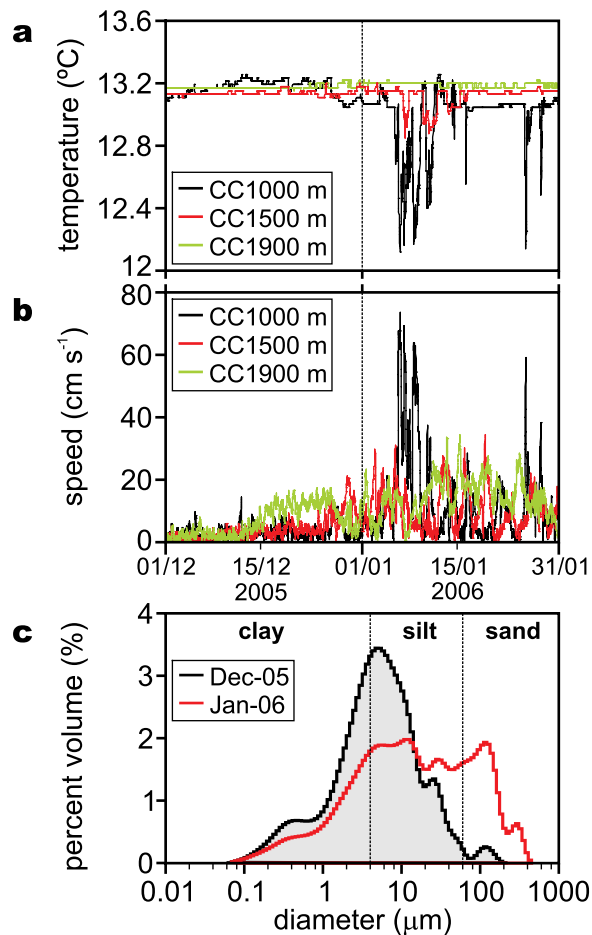 a
temperature (ºC)
13.6
13.2
12.8
12.4
12
CC1000 m
CC1500 m
CC1900 m
b
speed (cm s-1)
80
60
40
20
0
CC1000 m
CC1500 m
CC1900 m
01/12 15/12 01/01 15/01 31/01
2005 2006
c
percent volume (%)
4
3
2
1
0
clay silt sand
Dec-05
Jan-06
0.01 0.1 1 10 100 1000
diameter (µm)